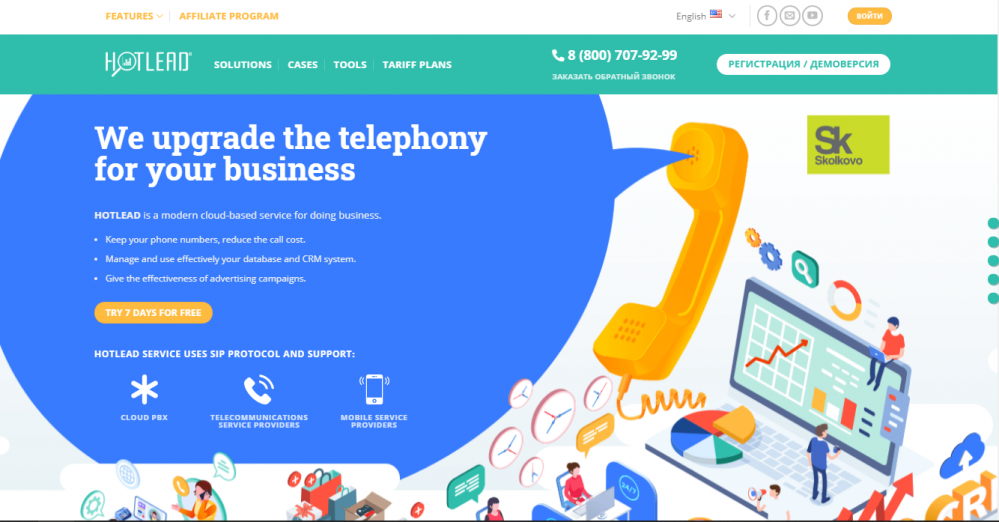 FEATURES
AFFILIATE PROGRAM
English
ВОЙТИ
HOTLEAD
SOLUTIONS
CASES
TOOLS
TARIFF PLANS
8 (800) 707-92-99
ЗАКАЗАТЬ ОБРАТНЫЙ ЗВОНОК
РЕГИСТРАЦИЯ / ДЕМОВЕРСИЯ
We upgrade the telephony
for your business
Sk
Skolkovo
HOTLEAD is a modern cloud-based service for doing business.
• Keep your phone numbers, reduce the call cost.
• Manage and use effectively your database and CRM system.
• Give the effectiveness of advertising campaigns.
TRY 7 DAYS FOR FREE
HOTLEAD SERVICE USES SIP PROTOCOL AND SUPPORT:
CLOUD PBX
TELECOMMUNICATIONS
SERVICE PROVIDERS
MOBILE SERVICE
PROVIDERS
24/7
CR